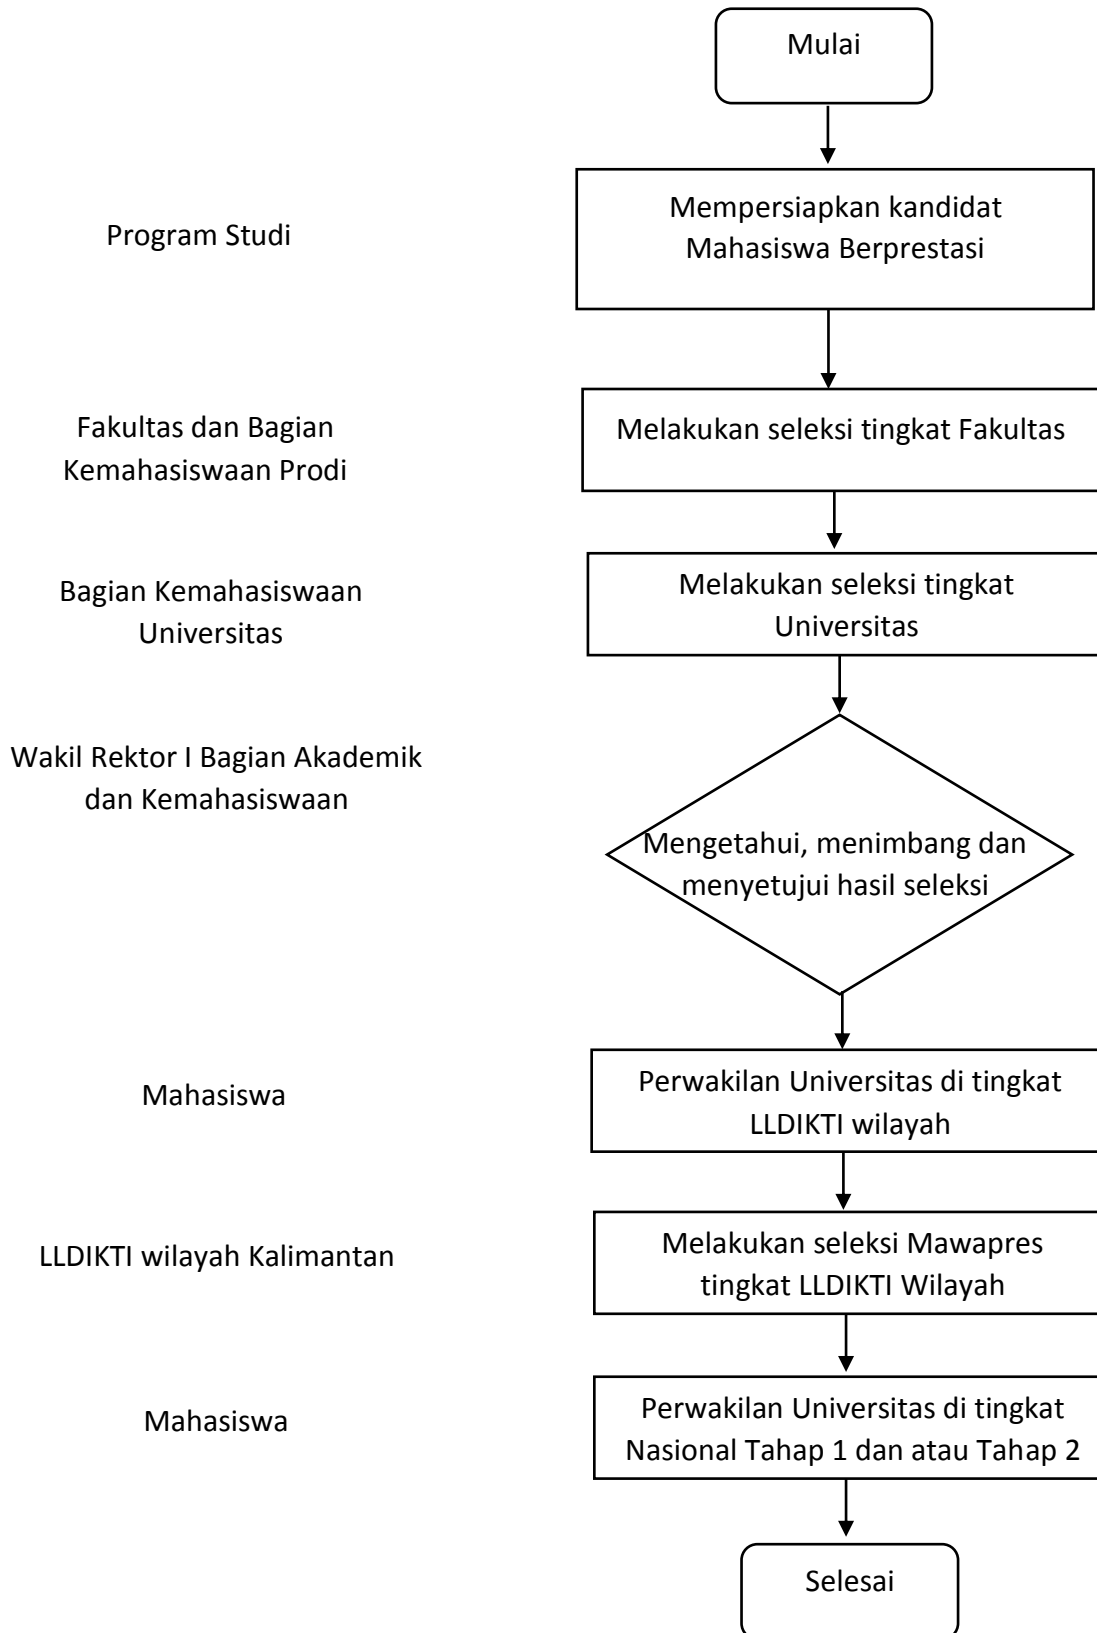 Mulai
Program Studi
Mempersiapkan kandidat
Mahasiswa Berprestasi
Fakultas dan Bagian
Kemahasiswaan Prodi
Melakukan seleksi tingkat Fakultas
Bagian Kemahasiswaan
Universitas
Melakukan seleksi tingkat
Universitas
Wakil Rektor I Bagian Akademik
dan Kemahasiswaan
Mengetahui, menimbang dan
menyetujui hasil seleksi
Mahasiswa
Perwakilan Universitas di tingkat
LLDIKTI wilayah
LLDIKTI wilayah Kalimantan
Melakukan seleksi Mawapres
tingkat LLDIKTI Wilayah
Mahasiswa
Perwakilan Universitas di tingkat
Nasional Tahap 1 dan atau Tahap 2
Selesai